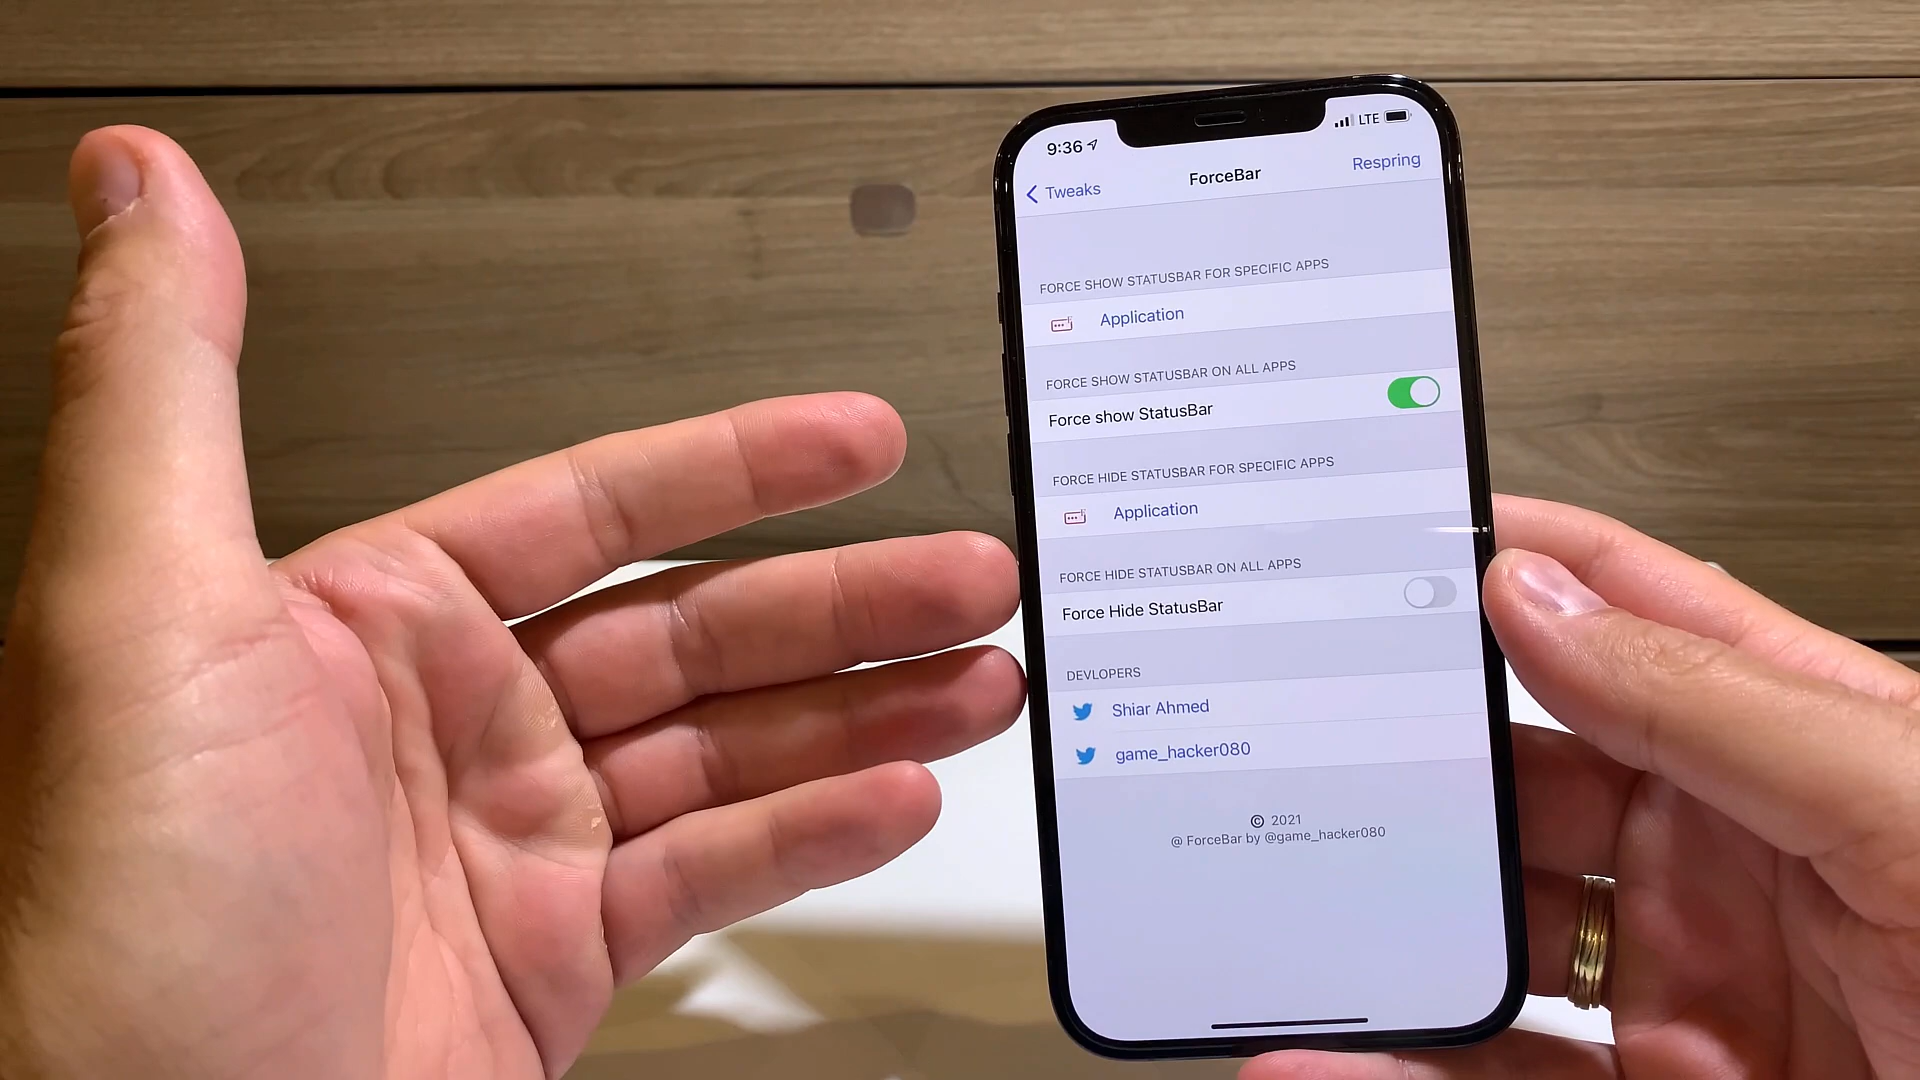 9:36
LTE
Tweaks
ForceBar
Respring
FORCE SHOW STATUSBAR FOR SPECIFIC APPS
Application
FORCE SHOW STATUSBAR ON ALL APPS
Force show StatusBar
FORCE HIDE STATUSBAR FOR SPECIFIC APPS
Application
FORCE HIDE STATUSBAR ON ALL APPS
Force Hide StatusBar
DEVLOPERS
Shiar Ahmed
game_hacker080
© 2021
@ ForceBar by @game_hacker080